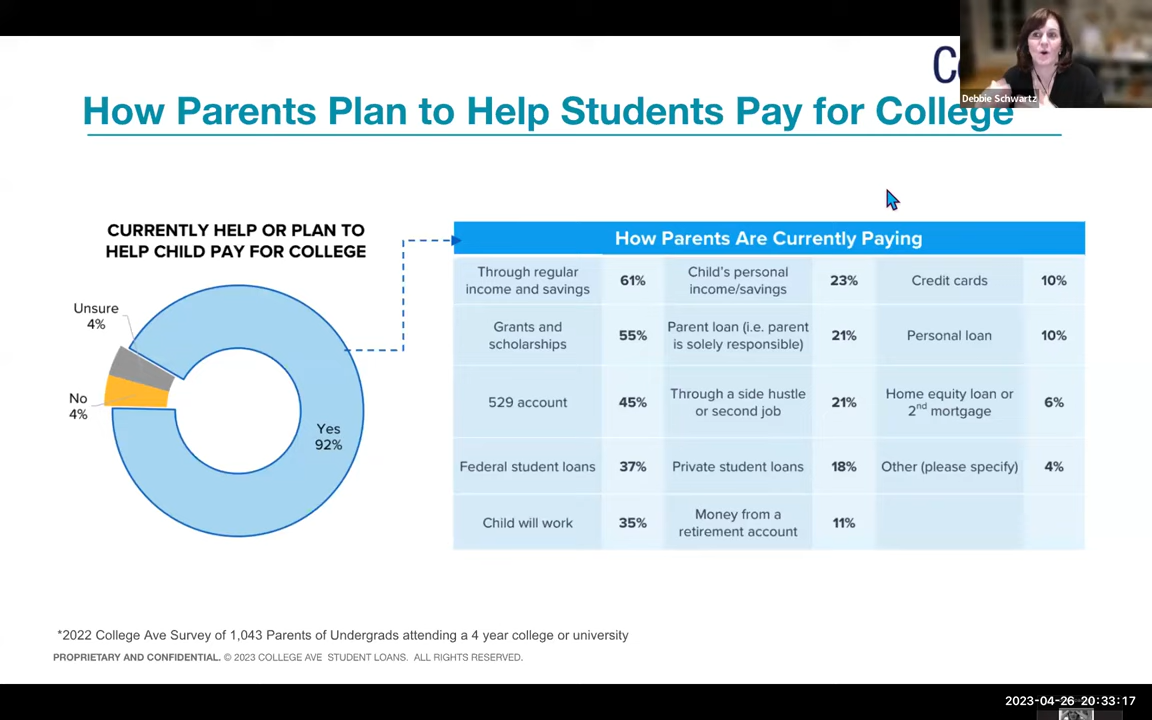 Debbie Schwartz
How Parents Plan to Help Students Pay for College
CURRENTLY HELP OR PLAN TO
HELP CHILD PAY FOR COLLEGE
Unsure
4%
No
4%
Yes
92%
How Parents Are Currently Paying
Through regular
income and savings
61%
Child's personal
income/savings
23%
Credit cards
10%
Grants and
scholarships
55%
Parent loan (i.e. parent
is solely responsible)
21%
Personal loan
10%
529 account
45%
Through a side hustle
or second job
21%
Home equity loan or
2nd mortgage
6%
Federal student loans
37%
Private student loans
18%
Other (please specify)
4%
Child will work
35%
Money from a
retirement account
11%
*2022 College Ave Survey of 1,043 Parents of Undergrads attending a 4 year college or university
PROPRIETARY AND CONFIDENTIAL. © 2023 COLLEGE AVE STUDENT LOANS. ALL RIGHTS RESERVED.
2023-04-26 20:33:17